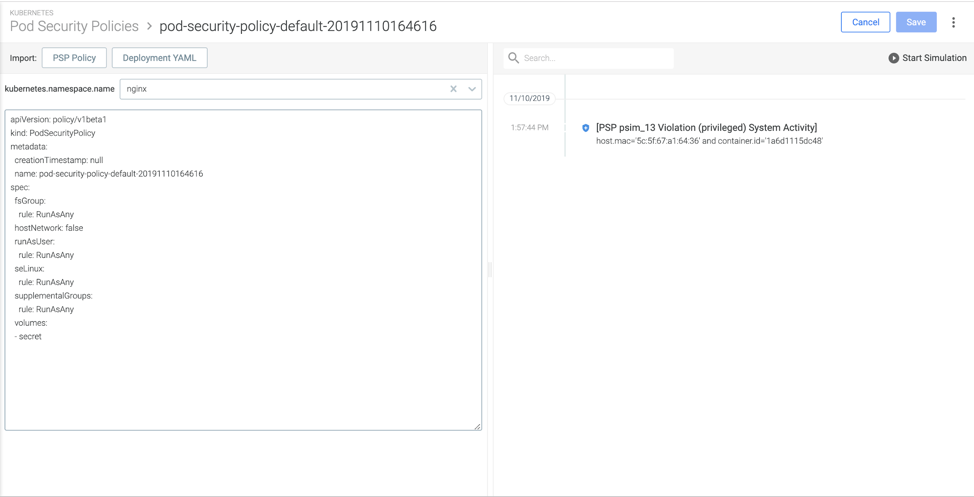 KUBERNETES
Pod Security Policies > pod-security-policy-default-20191110164616
Cancel
Save
Import:
PSP Policy
Deployment YAML
Search...
Start Simulation
kubernetes.namespace.name
nginx
apiVersion: policy/v1beta1
kind: PodSecurityPolicy
metadata:
  creationTimestamp: null
  name: pod-security-policy-default-20191110164616
spec:
  fsGroup:
    rule: RunAsAny
  hostNetwork: false
  runAsUser:
    rule: RunAsAny
  seLinux:
    rule: RunAsAny
  supplementalGroups:
    rule: RunAsAny
  volumes:
  - secret
11/10/2019
1:57:44 PM
[PSP psim_13 Violation (privileged) System Activity]
host.mac='5c:5f:67:a1:64:36' and container.id='1a6d1115dc48'